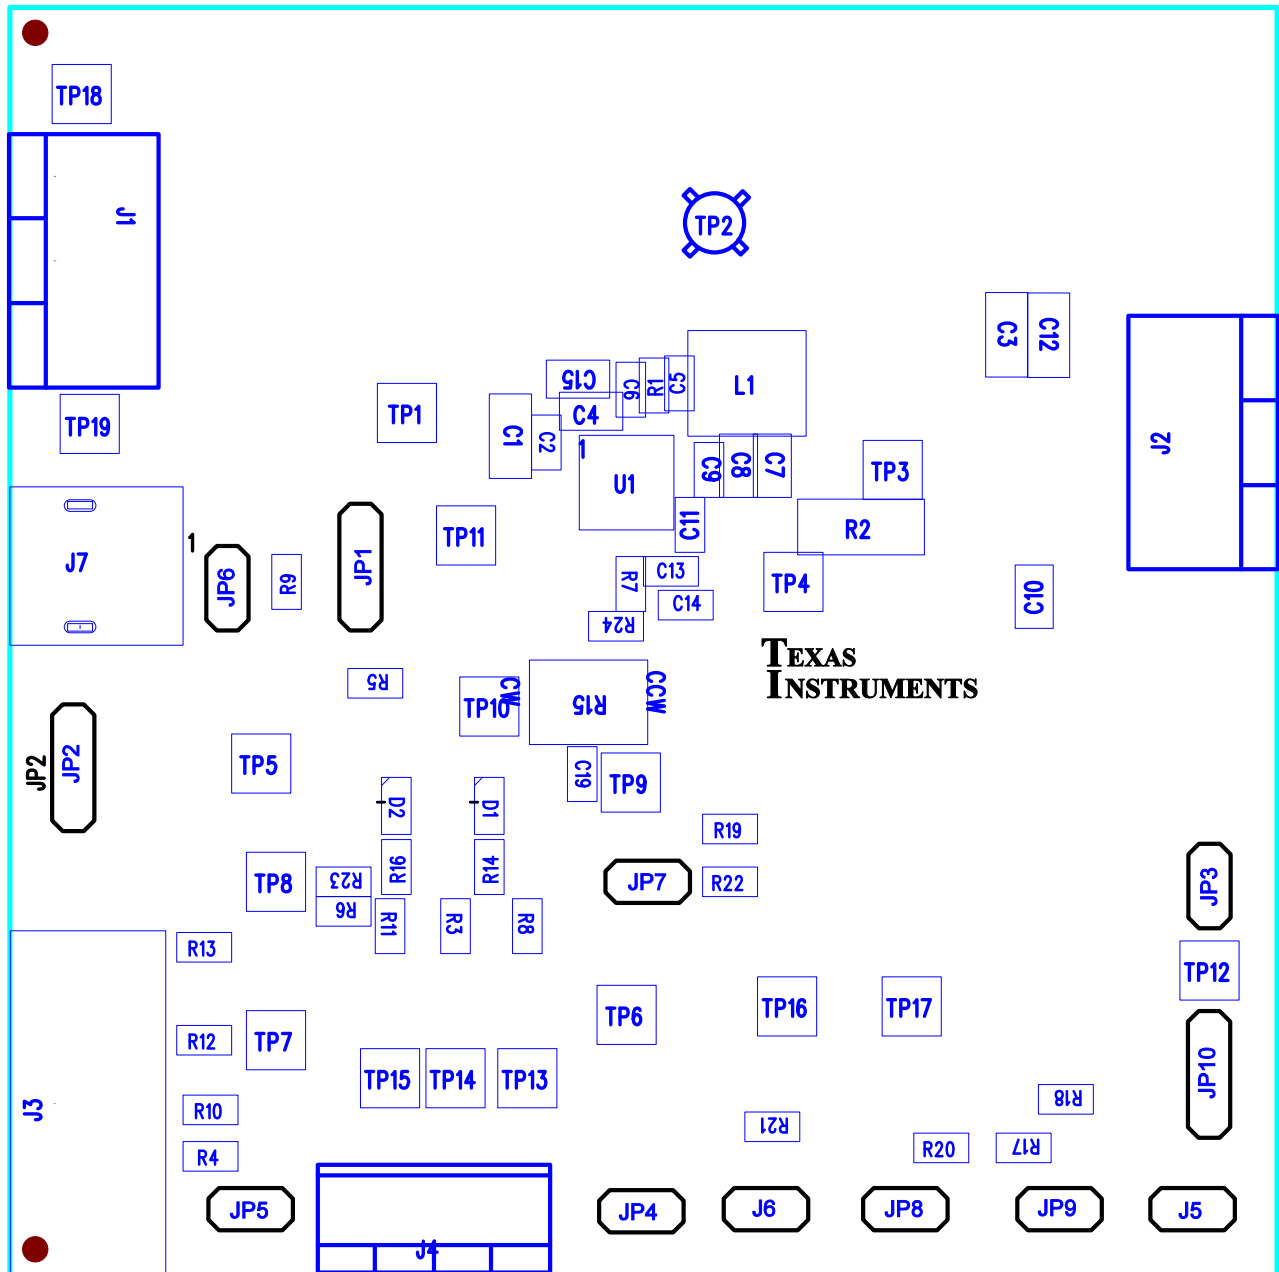 TP18
J1
TP2
C3
C12
C15
C6
R1
C5
L1
TP19
TP1
C1
C2
C4
J2
1
U1
C9
C8
C7
TP3
TP11
C11
R2
1
J7
JP6
R9
JP1
R7
C13
TP4
C10
C14
R24
TEXAS
INSTRUMENTS
R5
CW
CCW
TP10
R15
JP2
JP2
TP5
C19
TP9
D2
D1
R19
R16
R14
TP8
R23
JP7
R22
JP3
R6
R11
R3
R8
R13
TP12
TP6
TP16
TP17
R12
TP7
TP15
TP14
TP13
JP10
J3
R10
R18
R21
R4
R20
R17
JP5
J4
JP4
J6
JP8
JP9
J5